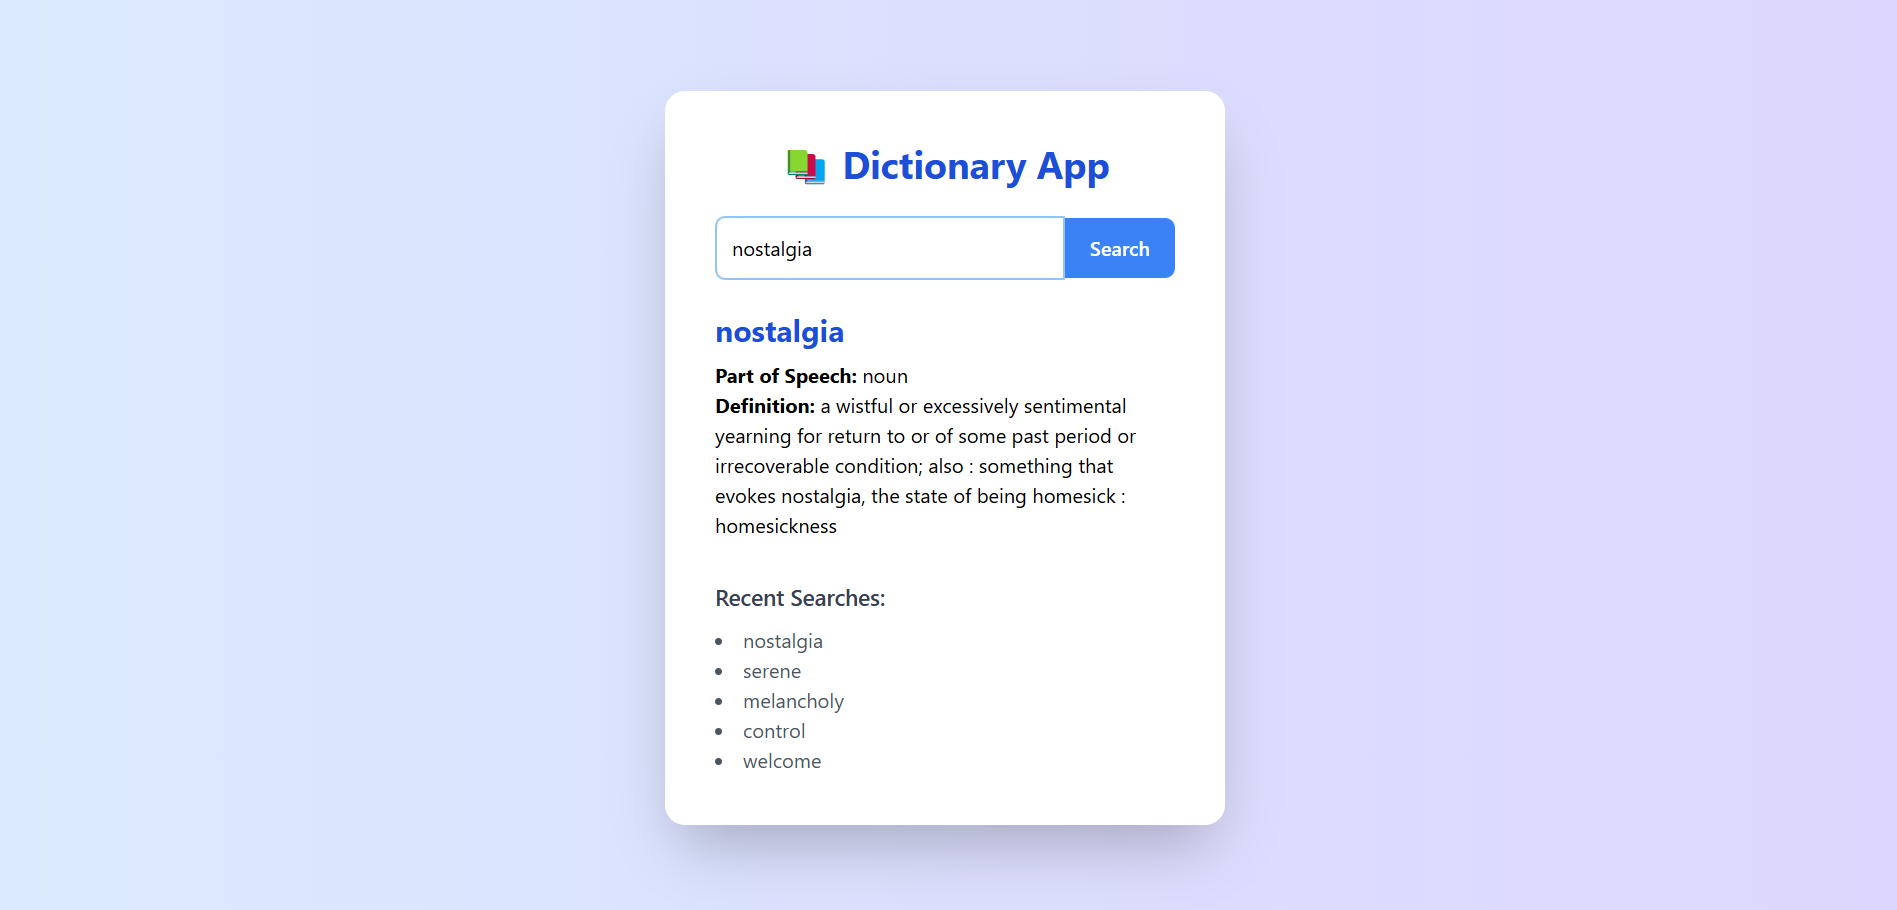 Dictionary App
nostalgia
Search
nostalgia
Part of Speech: noun
Definition: a wistful or excessively sentimental
yearning for return to or of some past period or
irrecoverable condition; also : something that
evokes nostalgia, the state of being homesick :
homesickness
Recent Searches:
nostalgia
serene
melancholy
control
welcome